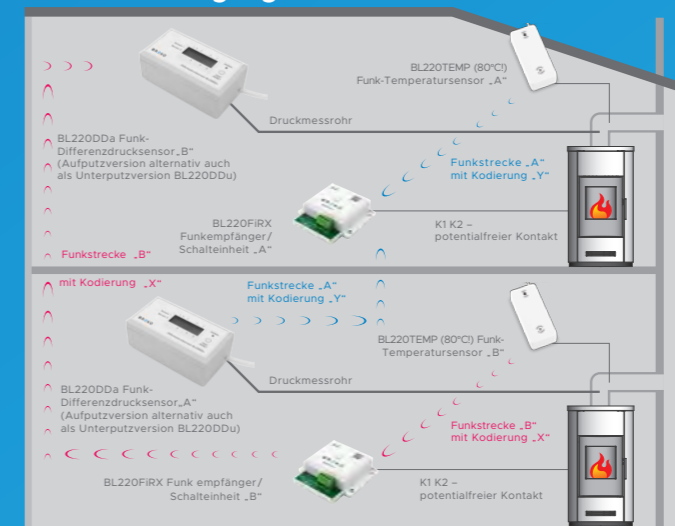 BL220TEMP (80°C!)
Funk-Temperatursensor „A“
Druckmessrohr
BL220DDa Funk-
Differenzdrucksensor„B“
(Aufputzversion alternativ auch
als Unterputzversion BL220DDu)
Funkstrecke „A“
mit Kodierung „Y“
BL220FiRX
Funkempfänger/
Schalteinheit „A“
K1 K2 –
potentialfreier Kontakt
Funkstrecke „B“
mit Kodierung „X“
Funkstrecke „A“
mit Kodierung „Y“
BL220TEMP (80°C!) Funk-
Temperatursensor „B“
Druckmessrohr
BL220DDa Funk-
Differenzdrucksensor„A“
(Aufputzversion alternativ auch
als Unterputzversion BL220DDu)
Funkstrecke „B“
mit Kodierung „X“
BL220FiRX Funk empfänger/
Schalteinheit „B“
K1 K2 –
potentialfreier Kontakt